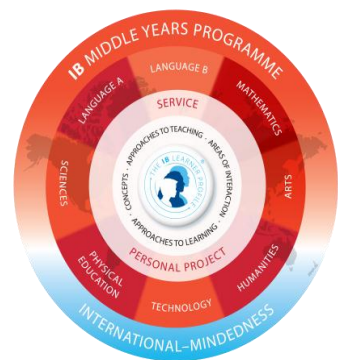 IB MIDDLE YEARS PROGRAMME
LANGUAGE B
LANGUAGE A
MATHEMATICS
SERVICE
SCIENCES
ARTS
CONCEPTS · APPROACHES TO TEACHING · AREAS OF INTERACTION · APPROACHES TO LEARNING ·
THE IB LEARNER PROFILE
PERSONAL PROJECT
PHYSICAL
EDUCATION
HUMANITIES
TECHNOLOGY
INTERNATIONAL-MINDEDNESS